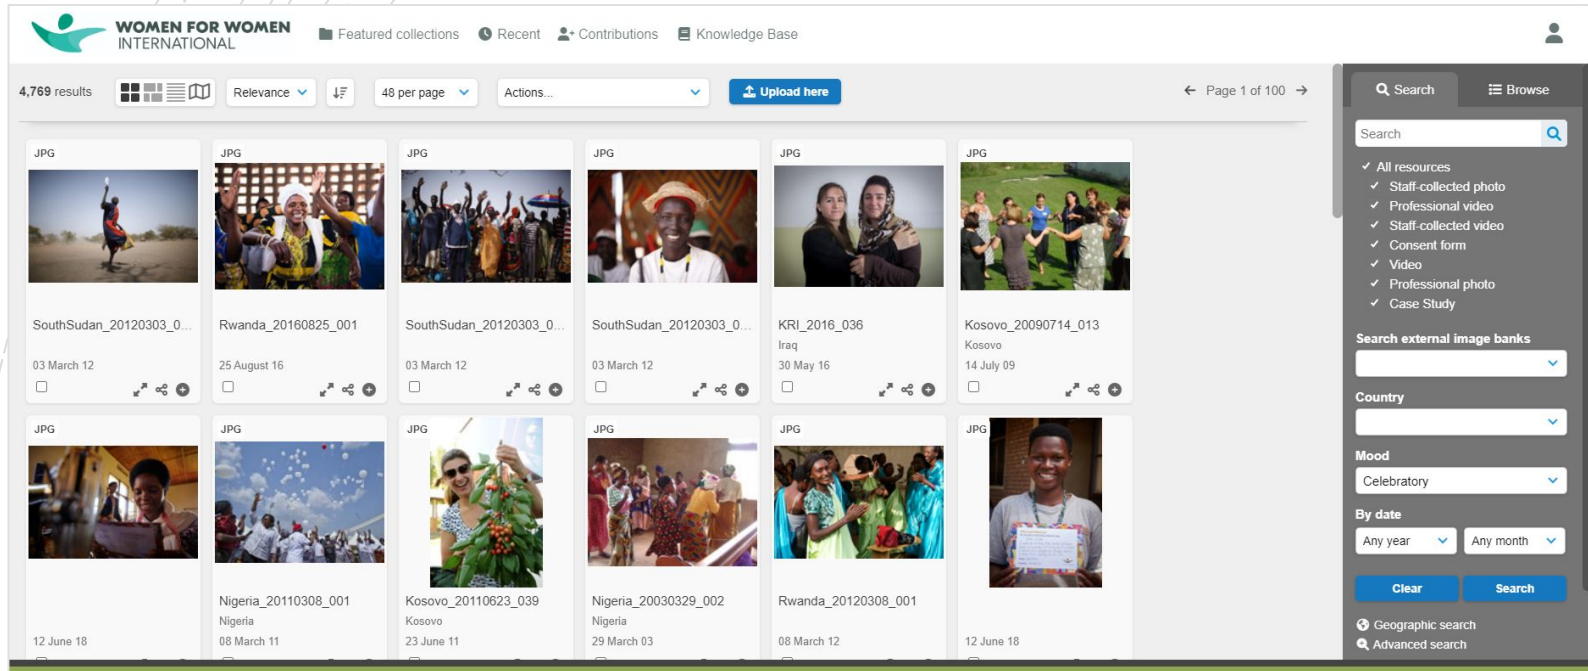 WOMEN FOR WOMEN
INTERNATIONAL
Featured collections
Recent
Contributions
Knowledge Base
4,769 results
Relevance
48 per page
Actions...
Upload here
Page 1 of 100
JPG
SouthSudan_20120303_0...
03 March 12
JPG
Rwanda_20160825_001
25 August 16
JPG
SouthSudan_20120303_0...
03 March 12
JPG
SouthSudan_20120303_0...
03 March 12
JPG
KRI_2016_036
Iraq
30 May 16
JPG
Kosovo_20090714_013
Kosovo
14 July 09
JPG
12 June 18
JPG
Nigeria_20110308_001
Nigeria
08 March 11
JPG
Kosovo_20110623_039
Kosovo
23 June 11
JPG
Nigeria_20030329_002
Nigeria
29 March 03
JPG
Rwanda_20120308_001
08 March 12
JPG
12 June 18
Search
Browse
Search
All resources
Staff-collected photo
Professional video
Staff-collected video
Consent form
Video
Professional photo
Case Study
Search external image banks
Country
Mood
Celebratory
By date
Any year
Any month
Clear
Search
Geographic search
Advanced search